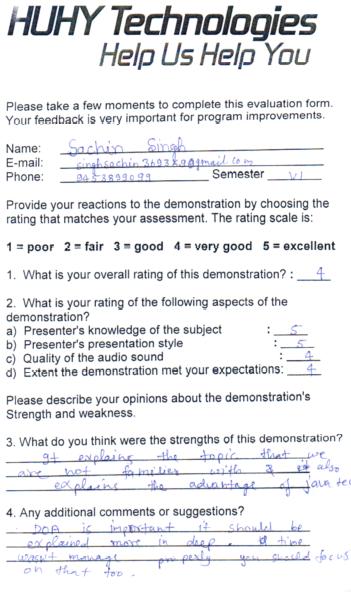 HUHY Technologies
Help Us Help You
Please take a few moments to complete this evaluation form.
Your feedback is very important for program improvements.
Name: Sachin Singh
E-mail:
Phone: 9453899099 Semester VI
Provide your reactions to the demonstration by choosing the
rating that matches your assessment. The rating scale is:
1 = poor 2 = fair 3 = good 4 = very good 5 = excellent
1. What is your overall rating of this demonstration? : 4
2. What is your rating of the following aspects of the
demonstration?
a) Presenter's knowledge of the subject : 5
b) Presenter's presentation style : 5
c) Quality of the audio sound : 4
d) Extent the demonstration met your expectations: 4
Please describe your opinions about the demonstration's
Strength and weakness.
3. What do you think were the strengths of this demonstration?
It explains the topic that we
are not familier with it also
explains the advantage of java tec
4. Any additional comments or suggestions?
DOA is important it should be
explained more in deep. time
wasn't manage properly you should focus
on that too.